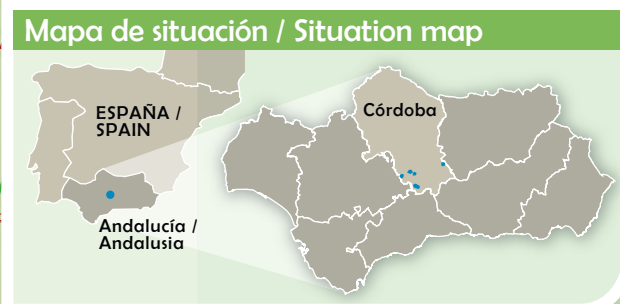 Mapa de situación / Situation map
ESPAÑA /
SPAIN
Córdoba
Andalucía /
Andalusia